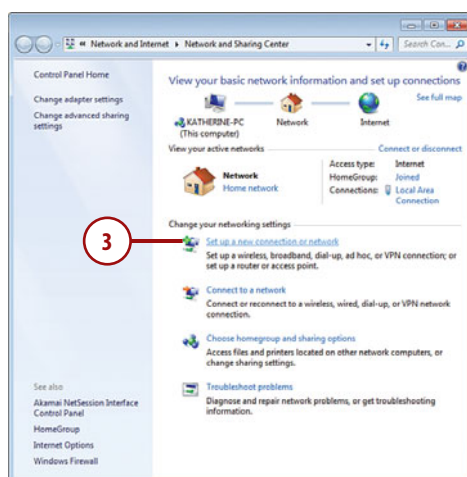 Network and Internet ▸ Network and Sharing Center
Search Con...
Control Panel Home
Change adapter settings
Change advanced sharing
settings
View your basic network information and set up connections
See full map
KATHERINE-PC
(This computer)
Network
Internet
View your active networks
Connect or disconnect
Network
Home network
Access type: Internet
HomeGroup: Joined
Connections: Local Area
Connection
Change your networking settings
3
Set up a new connection or network
Set up a wireless, broadband, dial-up, ad hoc, or VPN connection; or
set up a router or access point.
Connect to a network
Connect or reconnect to a wireless, wired, dial-up, or VPN network
connection.
Choose homegroup and sharing options
Access files and printers located on other network computers, or
change sharing settings.
Troubleshoot problems
Diagnose and repair network problems, or get troubleshooting
information.
See also
Akamai NetSession Interface
Control Panel
HomeGroup
Internet Options
Windows Firewall